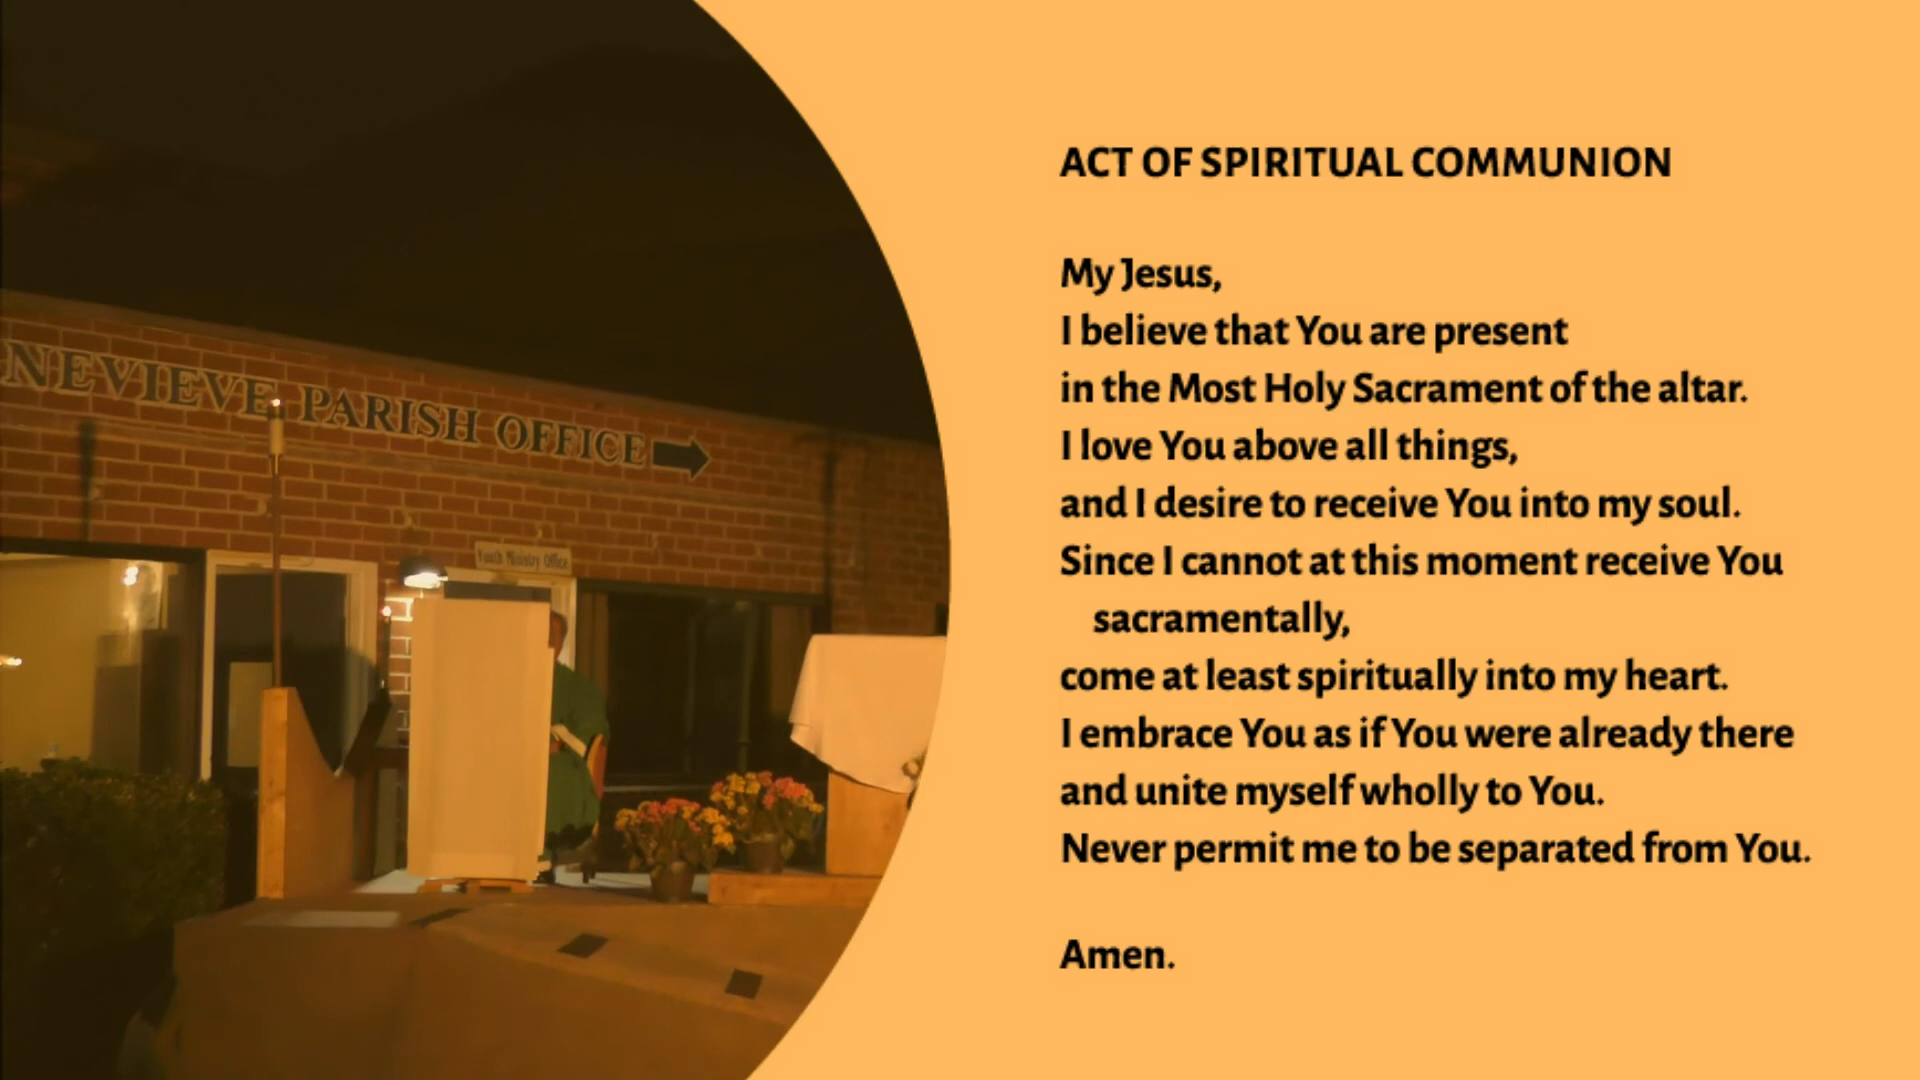 NEVIEVE PARISH OFFICE
Youth Ministry Office
ACT OF SPIRITUAL COMMUNION
My Jesus,
I believe that You are present
in the Most Holy Sacrament of the altar.
I love You above all things,
and I desire to receive You into my soul.
Since I cannot at this moment receive You
sacramentally,
come at least spiritually into my heart.
I embrace You as if You were already there
and unite myself wholly to You.
Never permit me to be separated from You.
Amen.